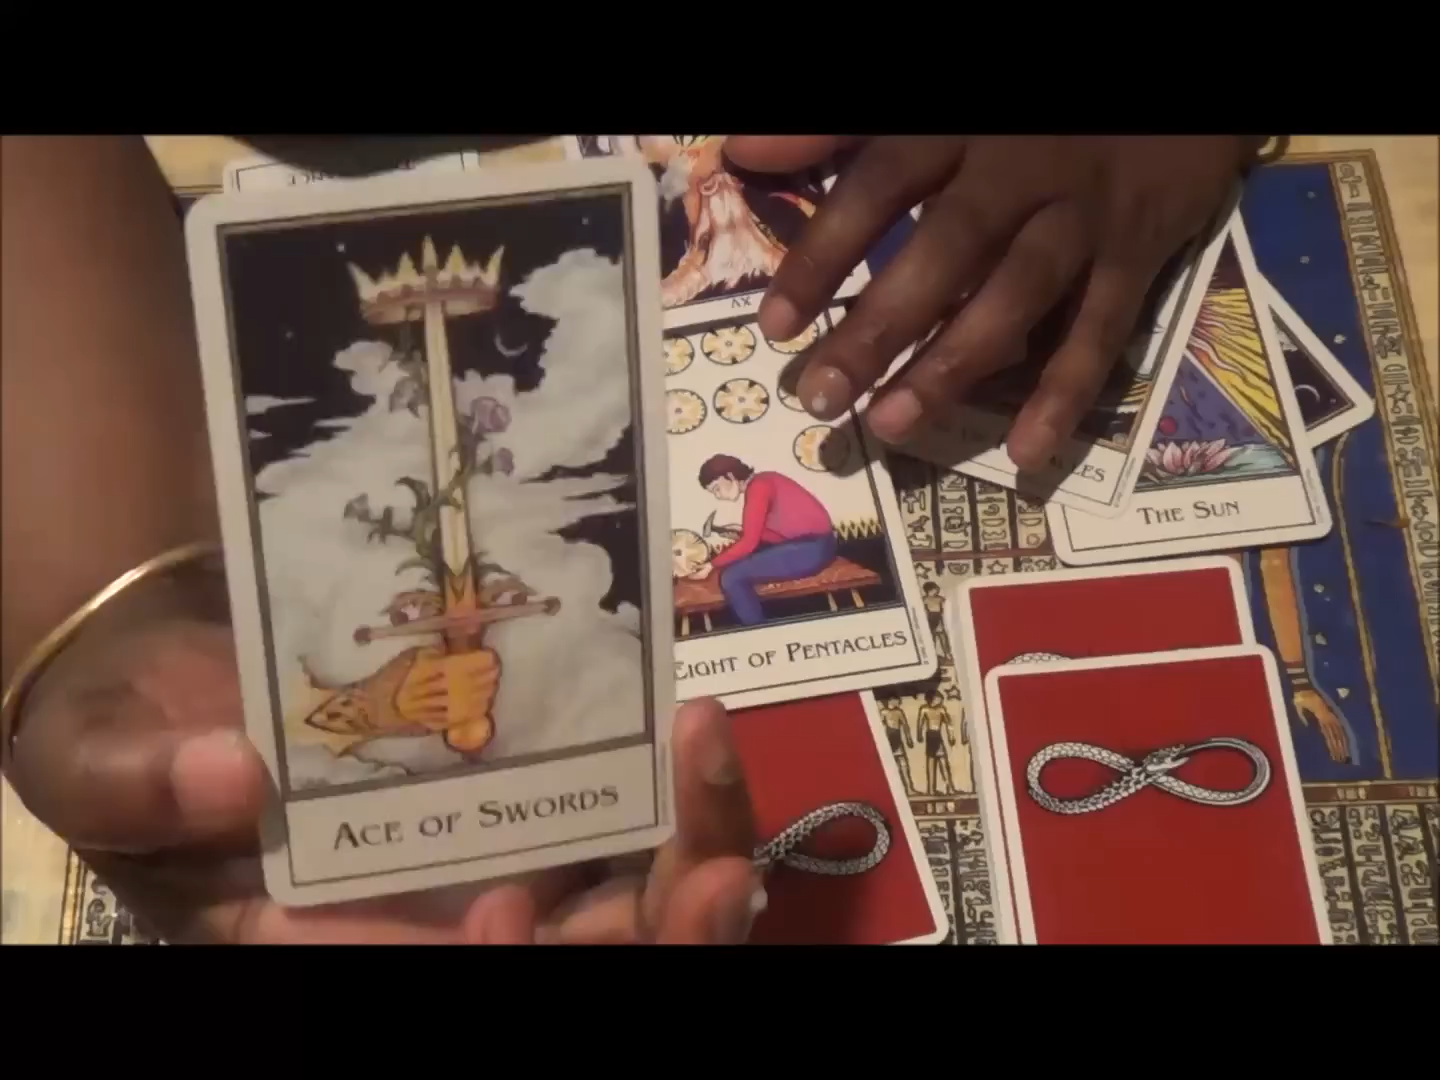 XV
ACE OF SWORDS
EIGHT OF PENTACLES
THE SUN